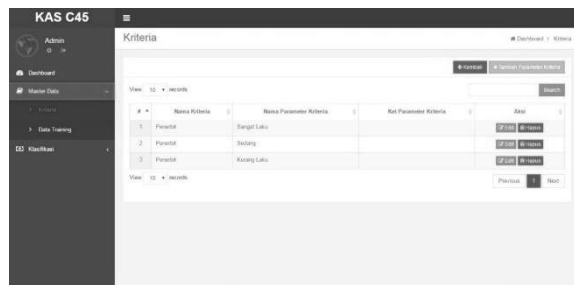 KAS C45
Admin
Kriteria
Dashboard > Kriteria
Dashboard
Master Data
> Kriteria
> Data Training
Klasifikasi
Kembali
Tambah Parameter Kriteria
View 10 records
Search
# Nama Kriteria Nama Parameter Kriteria Ket Parameter Kriteria Aksi
1 Penerbit Sangat Laku Edit Hapus
2 Penerbit Sedang Edit Hapus
3 Penerbit Kurang Laku Edit Hapus
View 10 records
Previous 1 Next